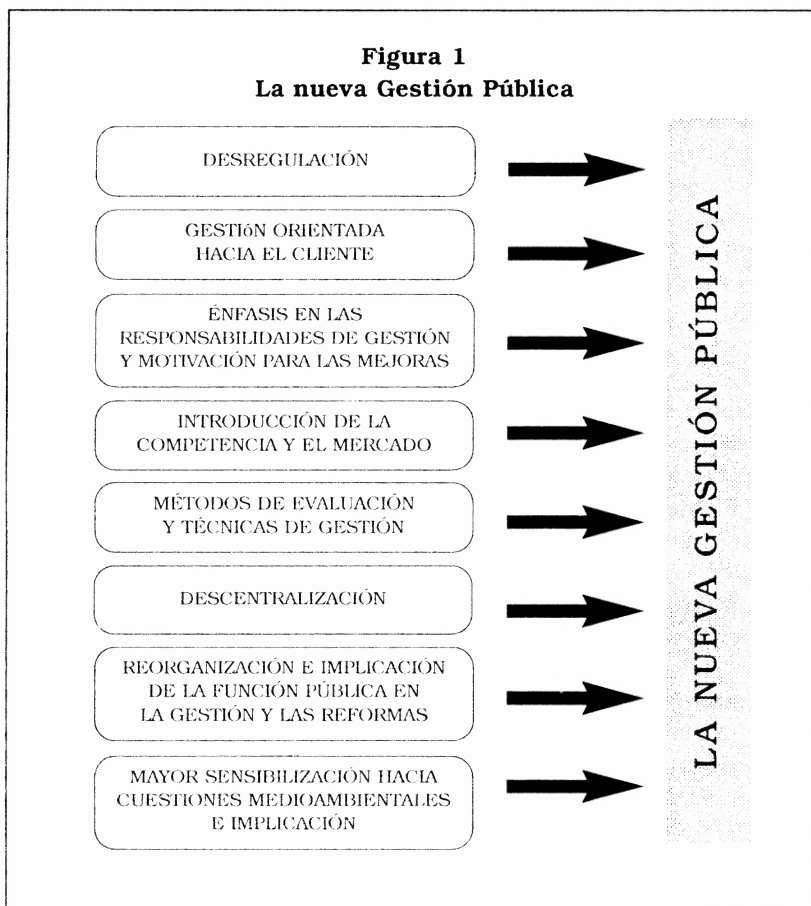 Figura 1
La nueva Gestión Pública
DESREGULACIÓN
GESTIóN ORIENTADA
HACIA EL CLIENTE
ÉNFASIS EN LAS
RESPONSABILIDADES DE GESTIÓN
Y MOTIVACIÓN PARA LAS MEJORAS
INTRODUCCIÓN DE LA
COMPETENCIA Y EL MERCADO
MÉTODOS DE EVALUACIÓN
Y TÉCNICAS DE GESTIÓN
DESCENTRALIZACIÓN
REORGANIZACIÓN E IMPLICACIÓN
DE LA FUNCIÓN PÚBLICA EN
LA GESTIÓN Y LAS REFORMAS
MAYOR SENSIBILIZACIÓN HACIA
CUESTIONES MEDIOAMBIENTALES
E IMPLICACIÓN
LA NUEVA GESTIÓN PÚBLICA